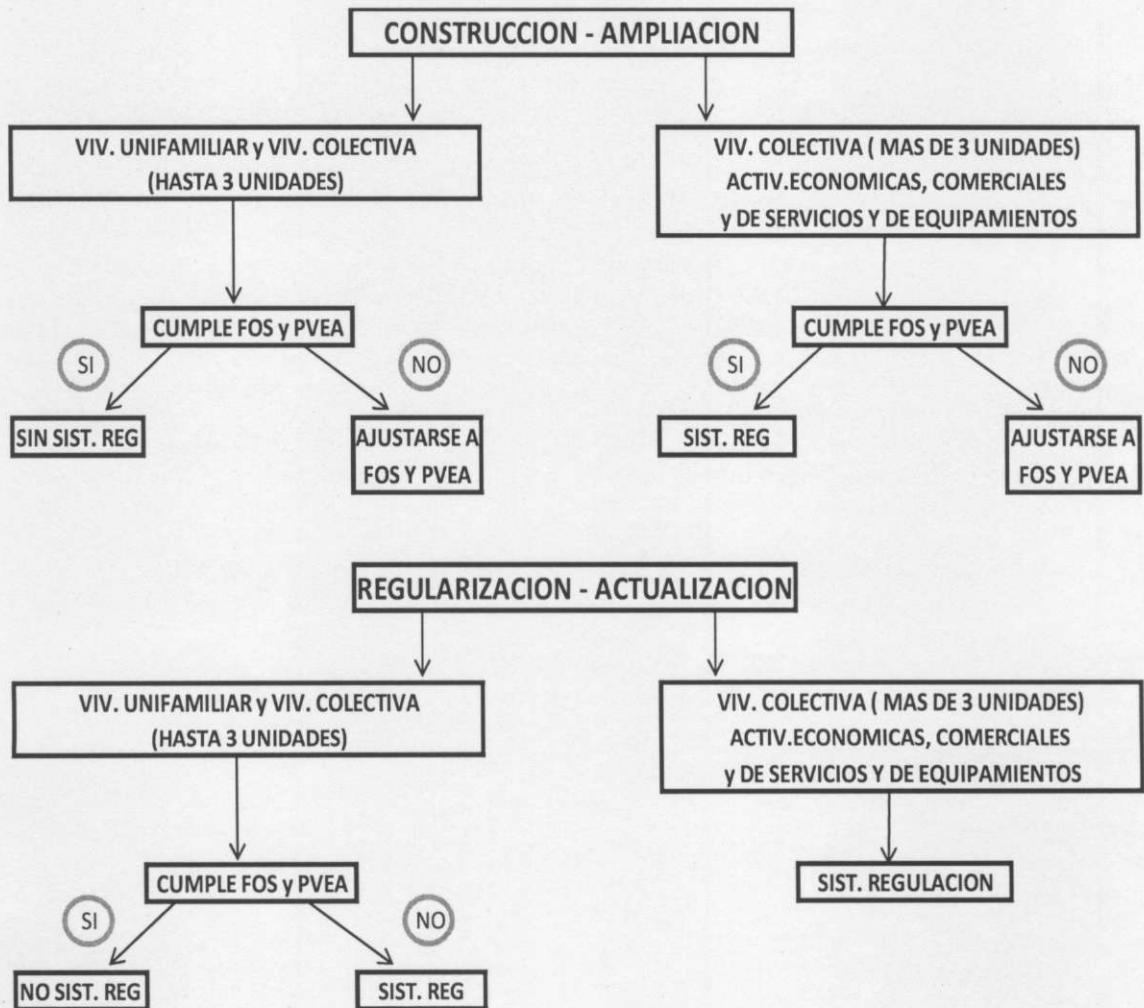 CONSTRUCCION - AMPLIACION
VIV. UNIFAMILIAR y VIV. COLECTIVA
(HASTA 3 UNIDADES)
VIV. COLECTIVA ( MAS DE 3 UNIDADES)
ACTIV.ECONOMICAS, COMERCIALES
y DE SERVICIOS Y DE EQUIPAMIENTOS
CUMPLE FOS y PVEA
CUMPLE FOS y PVEA
SI
NO
SI
NO
SIN SIST. REG
AJUSTARSE A
FOS Y PVEA
SIST. REG
AJUSTARSE A
FOS Y PVEA
REGULARIZACION - ACTUALIZACION
VIV. UNIFAMILIAR y VIV. COLECTIVA
(HASTA 3 UNIDADES)
VIV. COLECTIVA ( MAS DE 3 UNIDADES)
ACTIV.ECONOMICAS, COMERCIALES
y DE SERVICIOS Y DE EQUIPAMIENTOS
CUMPLE FOS y PVEA
SIST. REGULACION
SI
NO
NO SIST. REG
SIST. REG